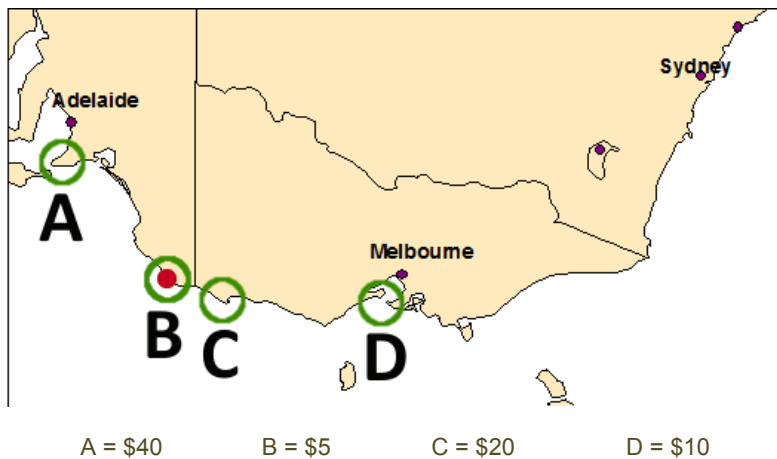 Sydney
Adelaide
A
Melbourne
B
C
D
A = $40 B = $5 C = $20 D = $10